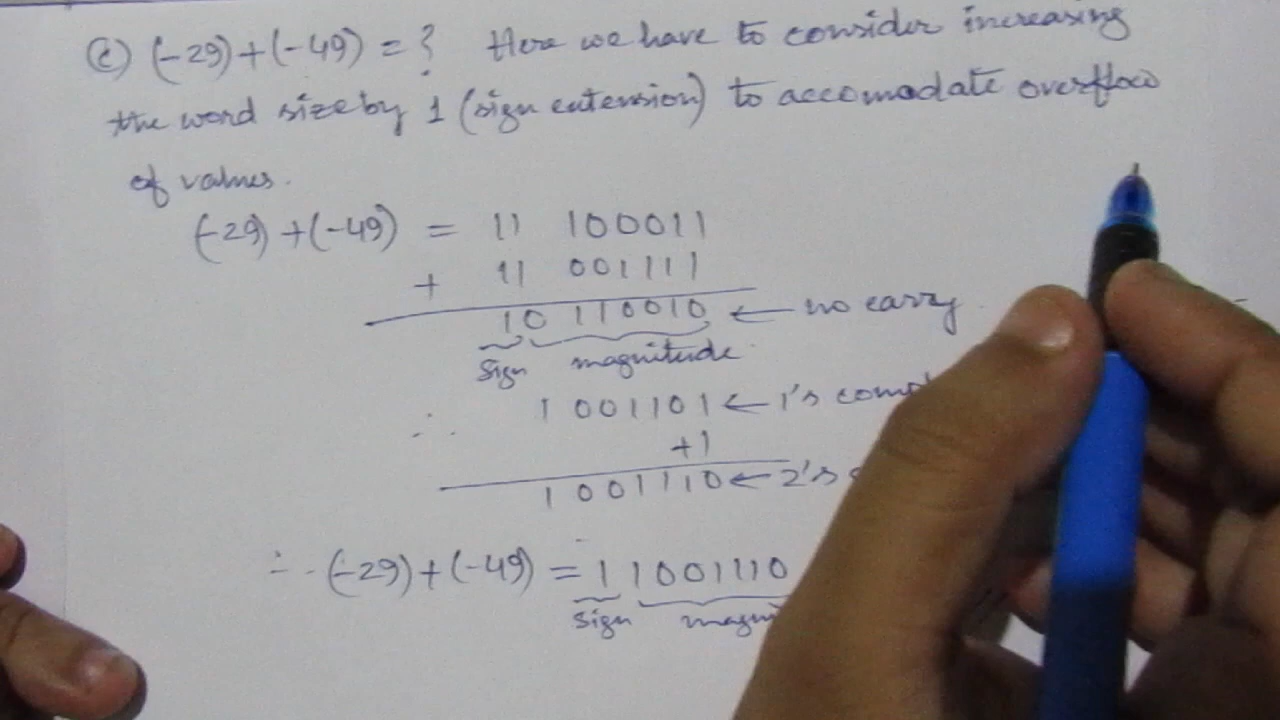 c) (-29)+(-49) = ? Here we have to consider increasing
the word size by 1 (sign extension) to accomodate overflow
of values.
(-29)+(-49) = 11 100011
+ 11 001111
10 110010 ← no carry
sign magnitude
∴ 1 001101 ← 1's
+1
1 001110 ← 2's
∴ (-29)+(-49) = 1 1001110
sign